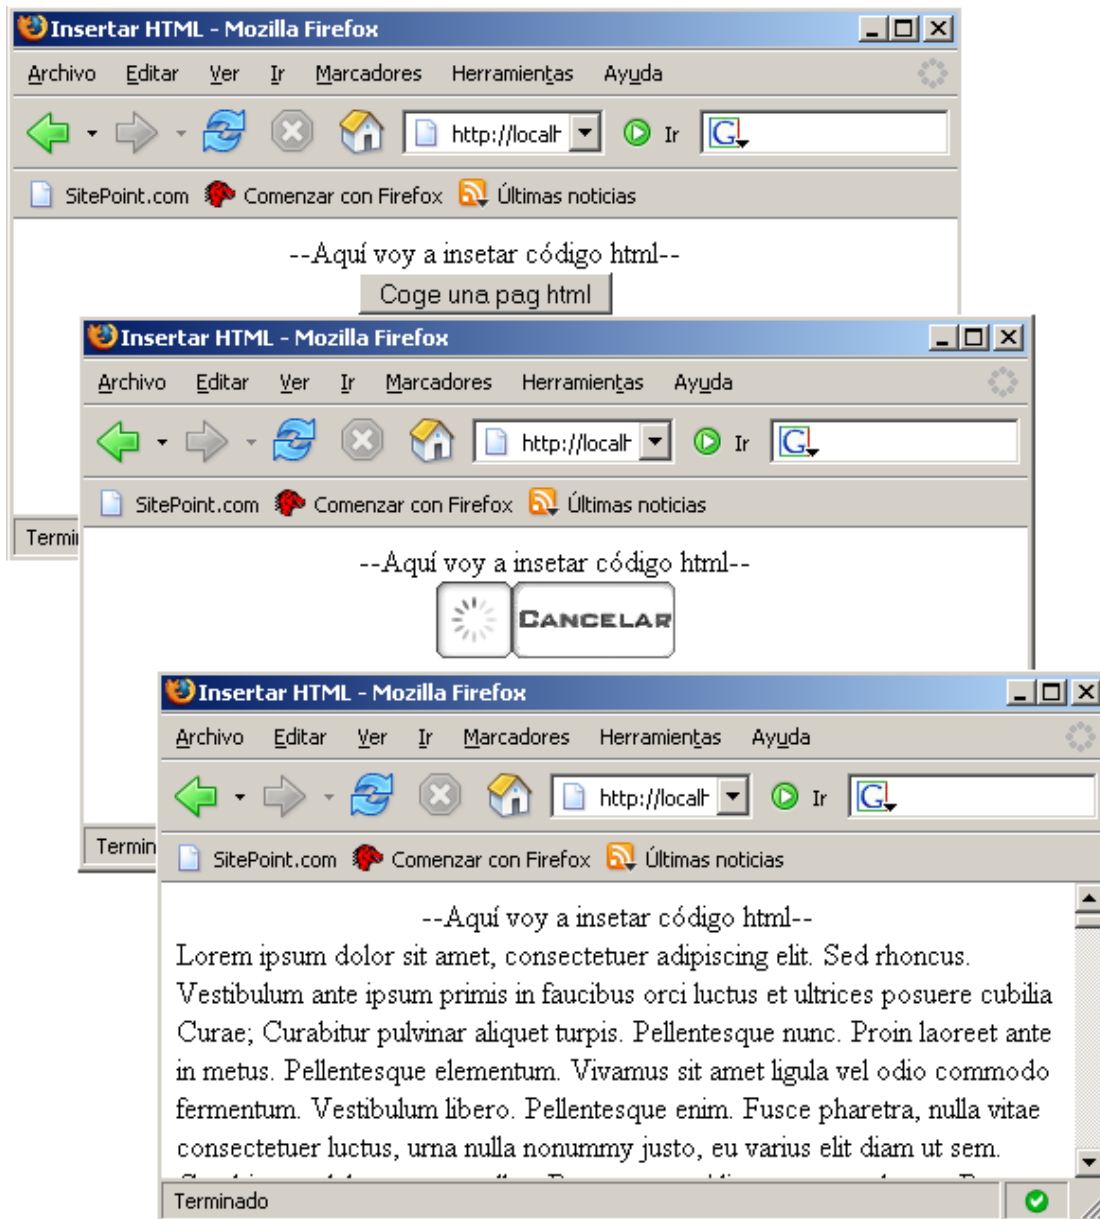 Insertar HTML - Mozilla Firefox
Archivo Editar Ver Ir Marcadores Herramientas Ayuda
http://localh Ir G
SitePoint.com Comenzar con Firefox Últimas noticias
--Aquí voy a insetar código html--
Coge una pag html
Termi
Insertar HTML - Mozilla Firefox
Archivo Editar Ver Ir Marcadores Herramientas Ayuda
http://localh Ir G
SitePoint.com Comenzar con Firefox Últimas noticias
--Aquí voy a insetar código html--
CANCELAR
Termin
Insertar HTML - Mozilla Firefox
Archivo Editar Ver Ir Marcadores Herramientas Ayuda
http://localh Ir G
SitePoint.com Comenzar con Firefox Últimas noticias
--Aquí voy a insetar código html--
Lorem ipsum dolor sit amet, consectetuer adipiscing elit. Sed rhoncus.
Vestibulum ante ipsum primis in faucibus orci luctus et ultrices posuere cubilia
Curae; Curabitur pulvinar aliquet turpis. Pellentesque nunc. Proin laoreet ante
in metus. Pellentesque elementum. Vivamus sit amet ligula vel odio commodo
fermentum. Vestibulum libero. Pellentesque enim. Fusce pharetra, nulla vitae
consectetuer luctus, urna nulla nonummy justo, eu varius elit diam ut sem.
Terminado